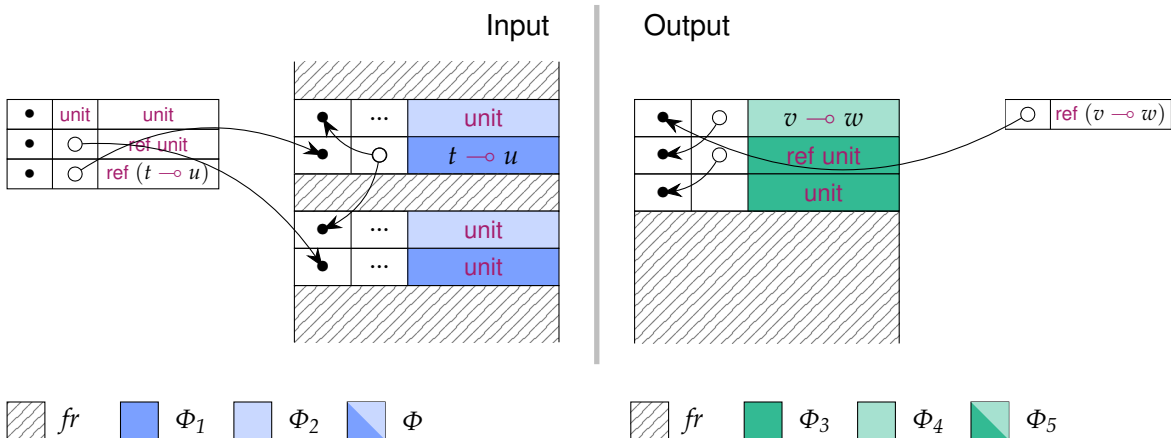 Input Output
unit unit
ref unit
ref (t ⊸ u)
... unit
t ⊸ u
... unit
... unit
v ⊸ w
ref unit
unit
ref (v ⊸ w)
fr Φ1 Φ2 Φ fr Φ3 Φ4 Φ5